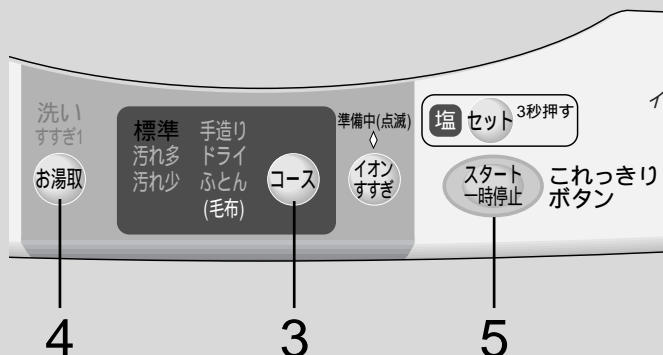 洗い
すすぎ1
お湯取
標準
汚れ多
汚れ少
手造り
ドライ
ふとん
(毛布)
コース
準備中(点滅)
イオン
すすぎ
塩 セット 3秒押す
スタート
一時停止
これっきり
ボタン
イ
4
3
5